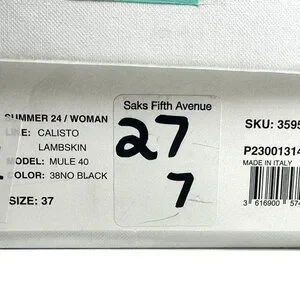 SUMMER 24 / WOMAN
LINE: CALISTO
LAMBSKIN
MODEL: MULE 40
COLOR: 38NO BLACK
SIZE: 37
Saks Fifth Avenue
27
7
SKU: 3595
P23001314
MADE IN ITALY
3 616900 574